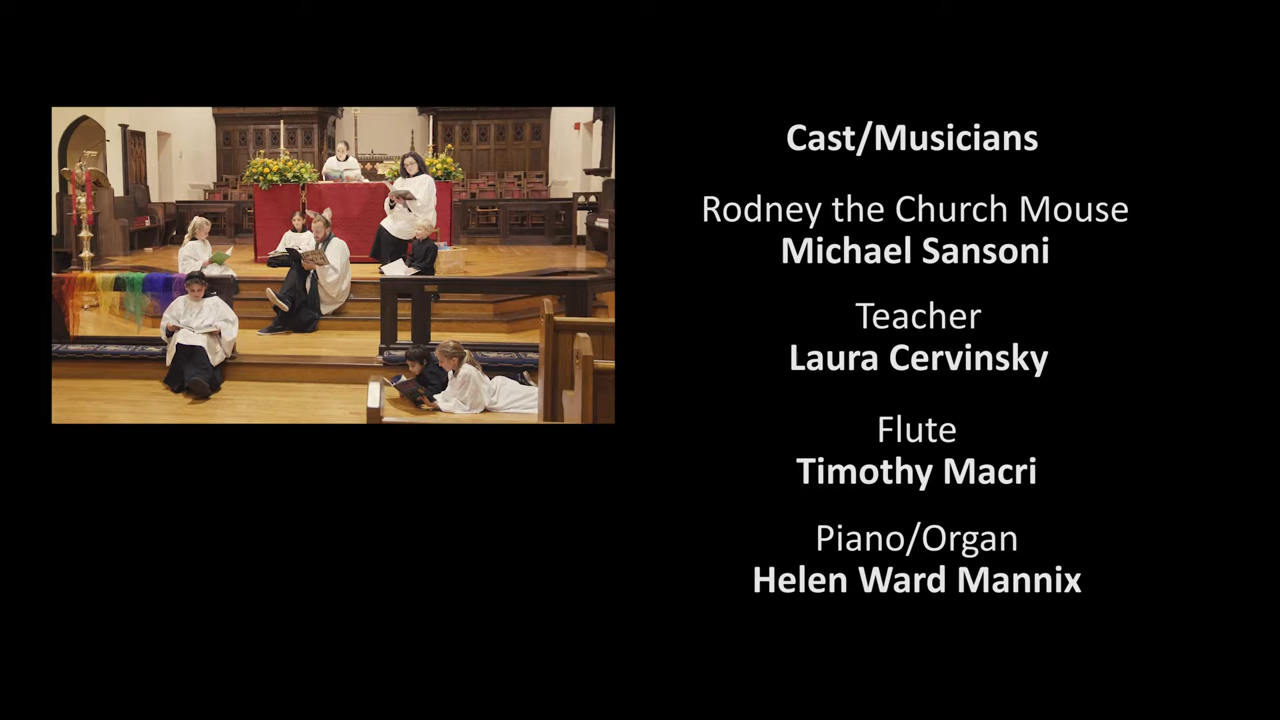 Cast/Musicians
Rodney the Church Mouse
Michael Sansoni
Teacher
Laura Cervinsky
Flute
Timothy Macri
Piano/Organ
Helen Ward Mannix